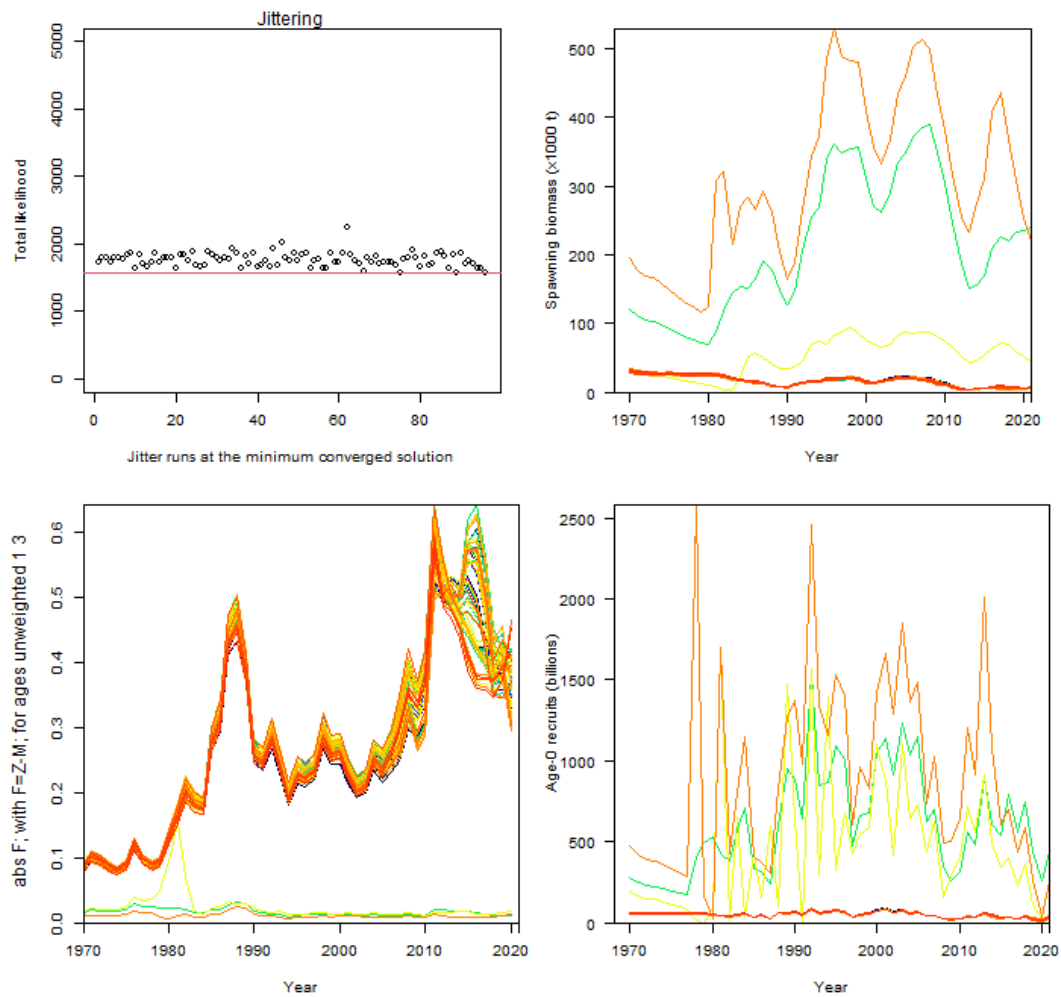 Jittering
Total likelihood
5000
4000
3000
2000
1000
0
0 20 40 60 80
Jitter runs at the minimum converged solution
Spawning biomass (x1000 t)
500
400
300
200
100
0
1970 1980 1990 2000 2010 2020
Year
abs F; with F=Z-M; for ages unweighted 1 3
0.6
0.5
0.4
0.3
0.2
0.1
0.0
1970 1980 1990 2000 2010 2020
Year
Age-0 recruits (billions)
2500
2000
1500
1000
500
0
1970 1980 1990 2000 2010 2020
Year